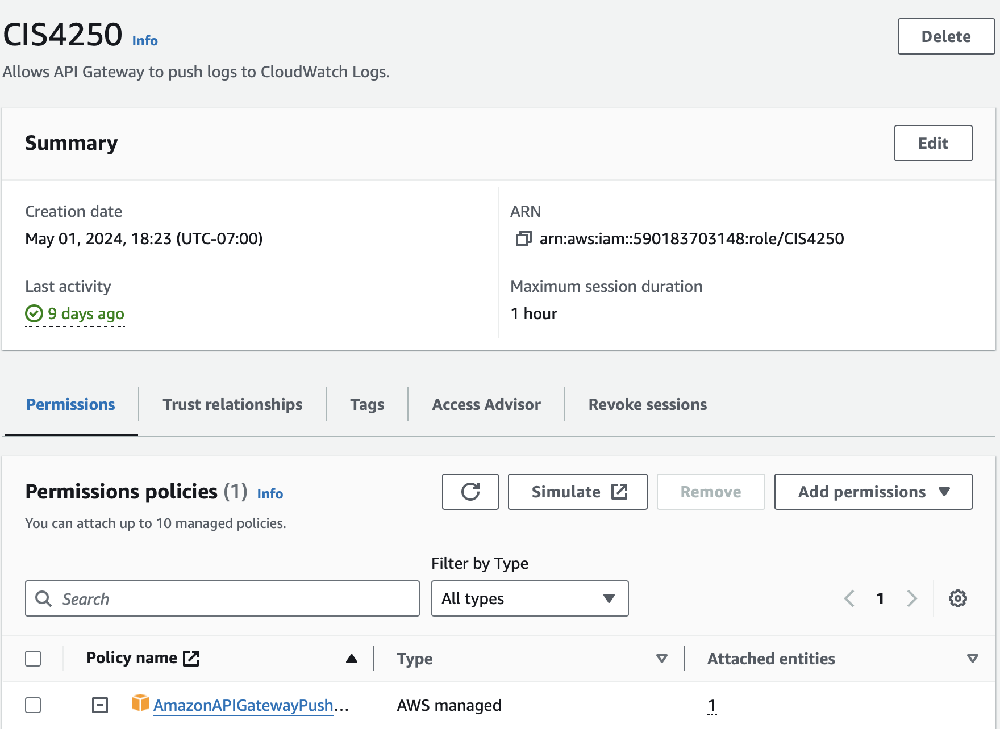 CIS4250 Info
Delete
Allows API Gateway to push logs to CloudWatch Logs.
Summary
Edit
Creation date
May 01, 2024, 18:23 (UTC-07:00)
ARN
arn:aws:iam::590183703148:role/CIS4250
Last activity
9 days ago
Maximum session duration
1 hour
Permissions
Trust relationships
Tags
Access Advisor
Revoke sessions
Permissions policies (1) Info
Simulate
Remove
Add permissions
You can attach up to 10 managed policies.
Filter by Type
Search
All types
1
Policy name
Type
Attached entities
AmazonAPIGatewayPush...
AWS managed
1